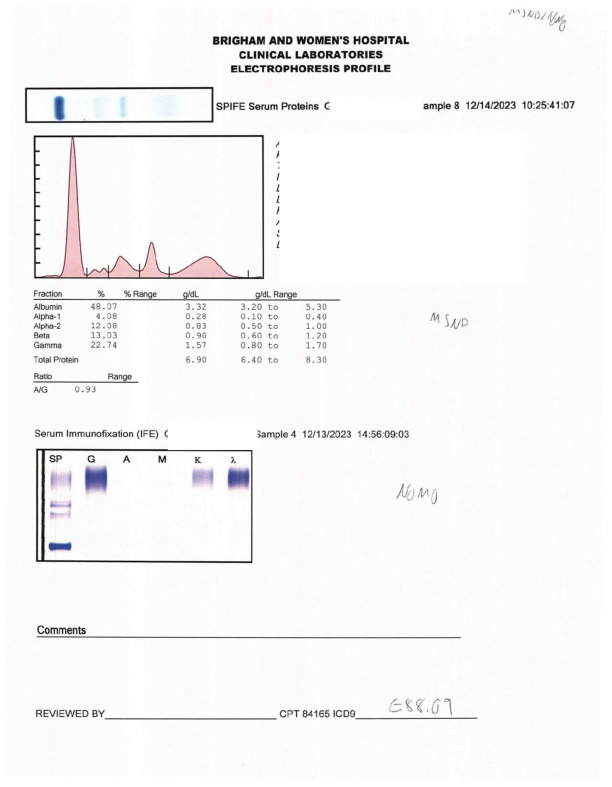 MSND/NOMG
BRIGHAM AND WOMEN'S HOSPITAL
CLINICAL LABORATORIES
ELECTROPHORESIS PROFILE
SPIFE Serum Proteins ample 8 12/14/2023 10:25:41:07
Fraction % % Range g/dL g/dL Range
Albumin 48.07 3.32 3.20 to 5.30
Alpha-1 4.08 0.28 0.10 to 0.40
Alpha-2 12.08 0.83 0.50 to 1.00
Beta 13.03 0.90 0.60 to 1.20
Gamma 22.74 1.57 0.80 to 1.70
MSND
Total Protein 6.90 6.40 to 8.30
Ratio Range
A/G 0.93
Serum Immunofixation (IFE) Sample 4 12/13/2023 14:56:09:03
SP G A M K λ
NOMG
Comments
REVIEWED BY CPT 84165 ICD9 E88.09